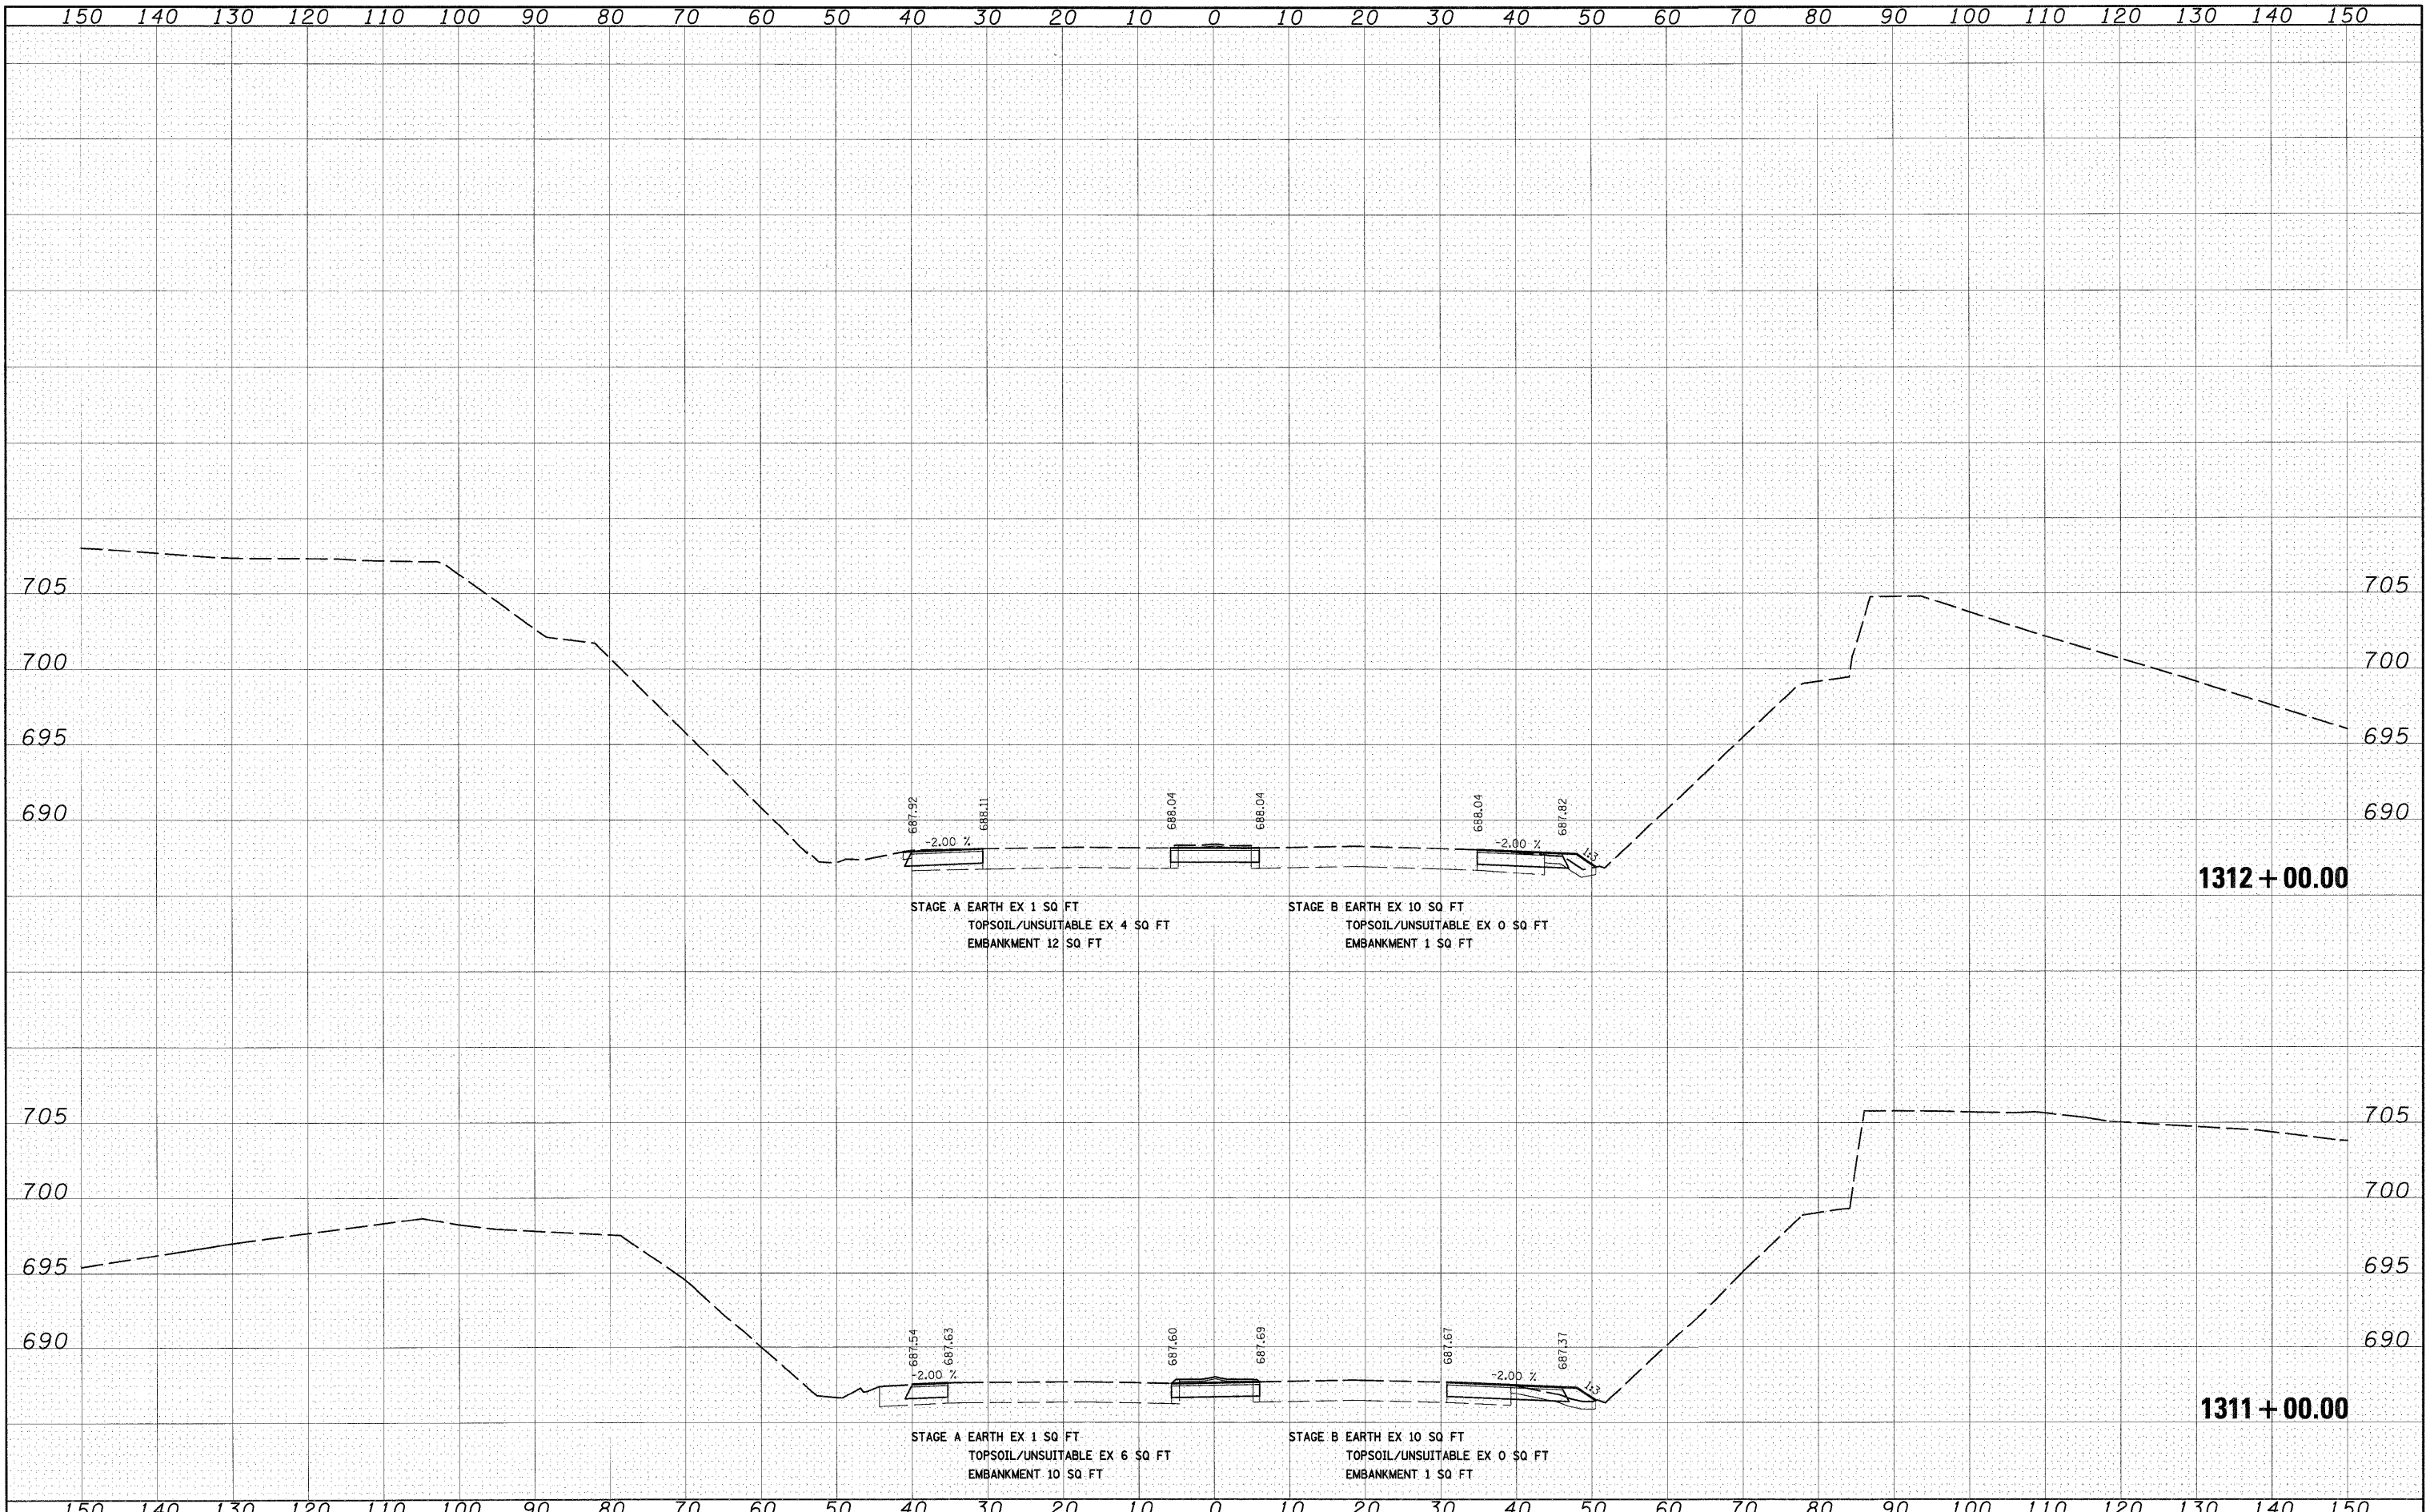 150 140 130 120 110 100 90 80 70 60 50 40 30 20 10 0 10 20 30 40 50 60 70 80 90 100 110 120 130 140 150
705 705
700 700
695 695
690 690
687.92 688.11 688.04 688.04 688.04 687.82
-2.00 % -2.00 %
1:3
1312 + 00.00
STAGE A EARTH EX 1 SQ FT
TOPSOIL/UNSUITABLE EX 4 SQ FT
EMBANKMENT 12 SQ FT
STAGE B EARTH EX 10 SQ FT
TOPSOIL/UNSUITABLE EX 0 SQ FT
EMBANKMENT 1 SQ FT
705 705
700 700
695 695
690 690
687.54 687.63 687.60 687.69 687.67 687.37
-2.00 % -2.00 %
1:3
1311 + 00.00
STAGE A EARTH EX 1 SQ FT
TOPSOIL/UNSUITABLE EX 6 SQ FT
EMBANKMENT 10 SQ FT
STAGE B EARTH EX 10 SQ FT
TOPSOIL/UNSUITABLE EX 0 SQ FT
EMBANKMENT 1 SQ FT
150 140 130 120 110 100 90 80 70 60 50 40 30 20 10 0 10 20 30 40 50 60 70 80 90 100 110 120 130 140 150